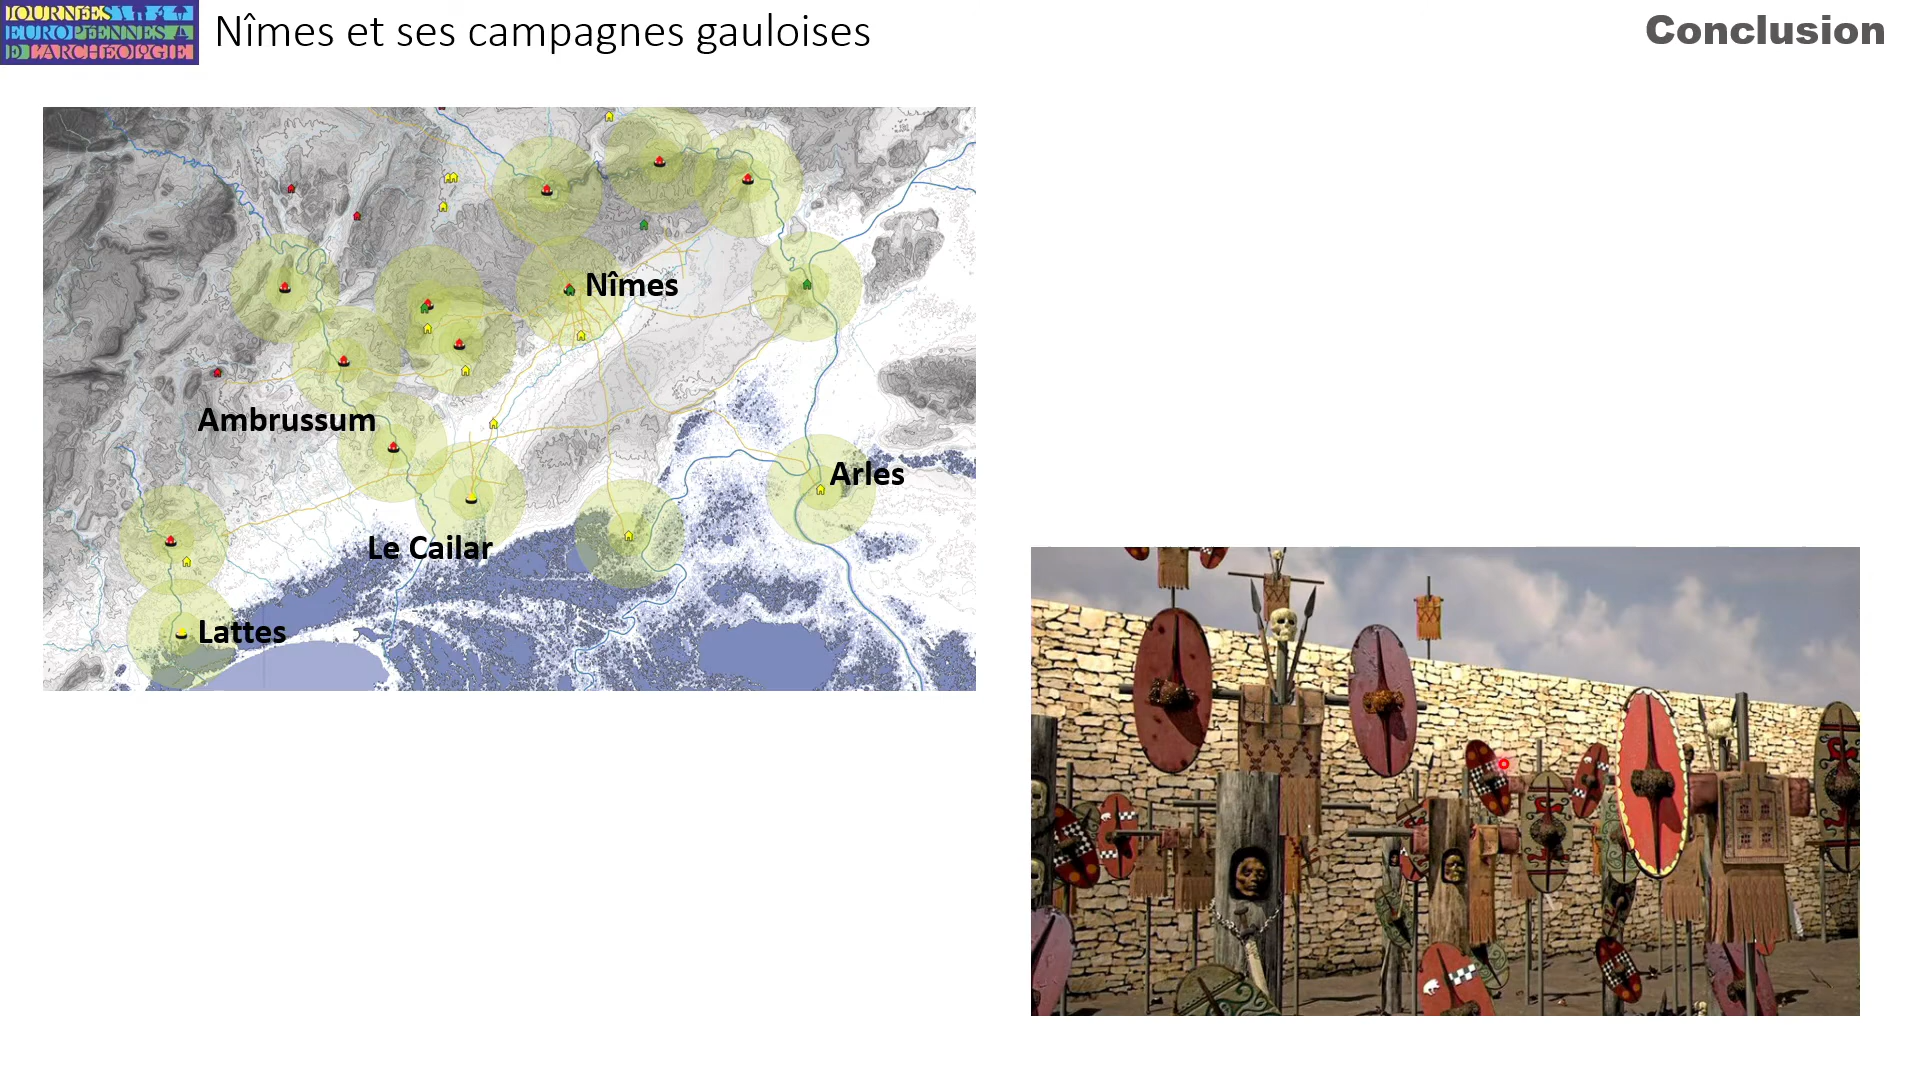 JOURNÉES
EUROPÉENNES
DE L'ARCHÉOLOGIE
Nîmes et ses campagnes gauloises
Conclusion
Nîmes
Ambrussum
Arles
Le Cailar
Lattes